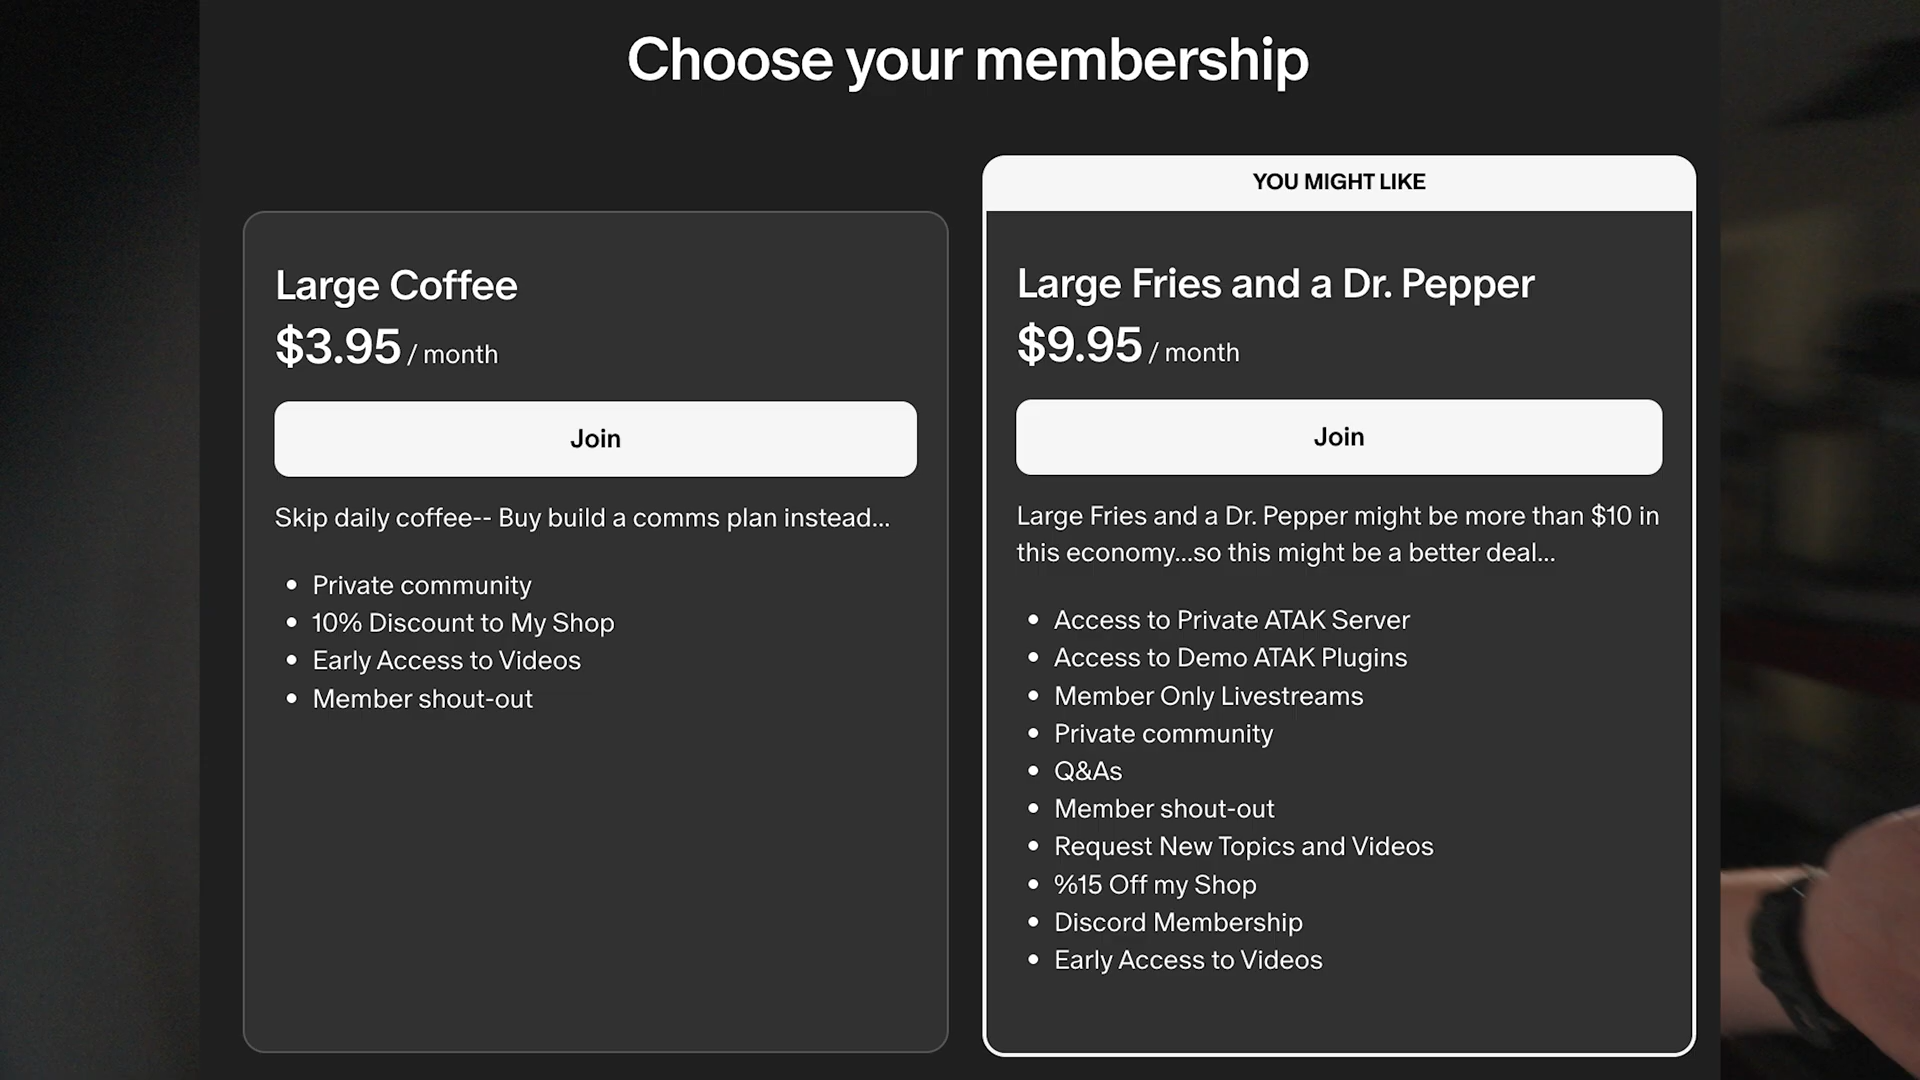 Choose your membership
Large Coffee
$3.95 / month
Join
Skip daily coffee-- Buy build a comms plan instead...
Private community
10% Discount to My Shop
Early Access to Videos
Member shout-out
YOU MIGHT LIKE
Large Fries and a Dr. Pepper
$9.95 / month
Join
Large Fries and a Dr. Pepper might be more than $10 in
this economy...so this might be a better deal...
Access to Private ATAK Server
Access to Demo ATAK Plugins
Member Only Livestreams
Private community
Q&As
Member shout-out
Request New Topics and Videos
%15 Off my Shop
Discord Membership
Early Access to Videos